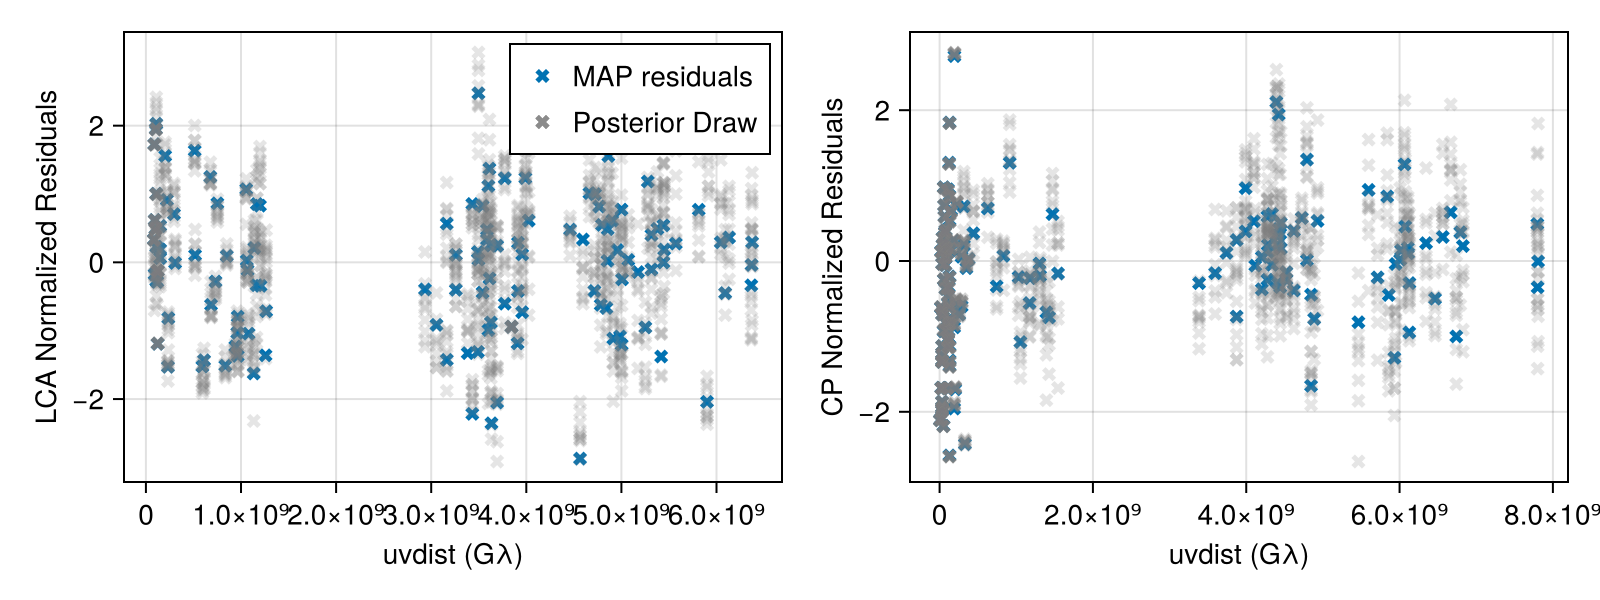 LCA Normalized Residuals
2
0
−2
MAP residuals
Posterior Draw
0 1.0×10⁹ 2.0×10⁹ 3.0×10⁹ 4.0×10⁹ 5.0×10⁹ 6.0×10⁹
uvdist (Gλ)
CP Normalized Residuals
2
0
−2
0 2.0×10⁹ 4.0×10⁹ 6.0×10⁹ 8.0×10⁹
uvdist (Gλ)